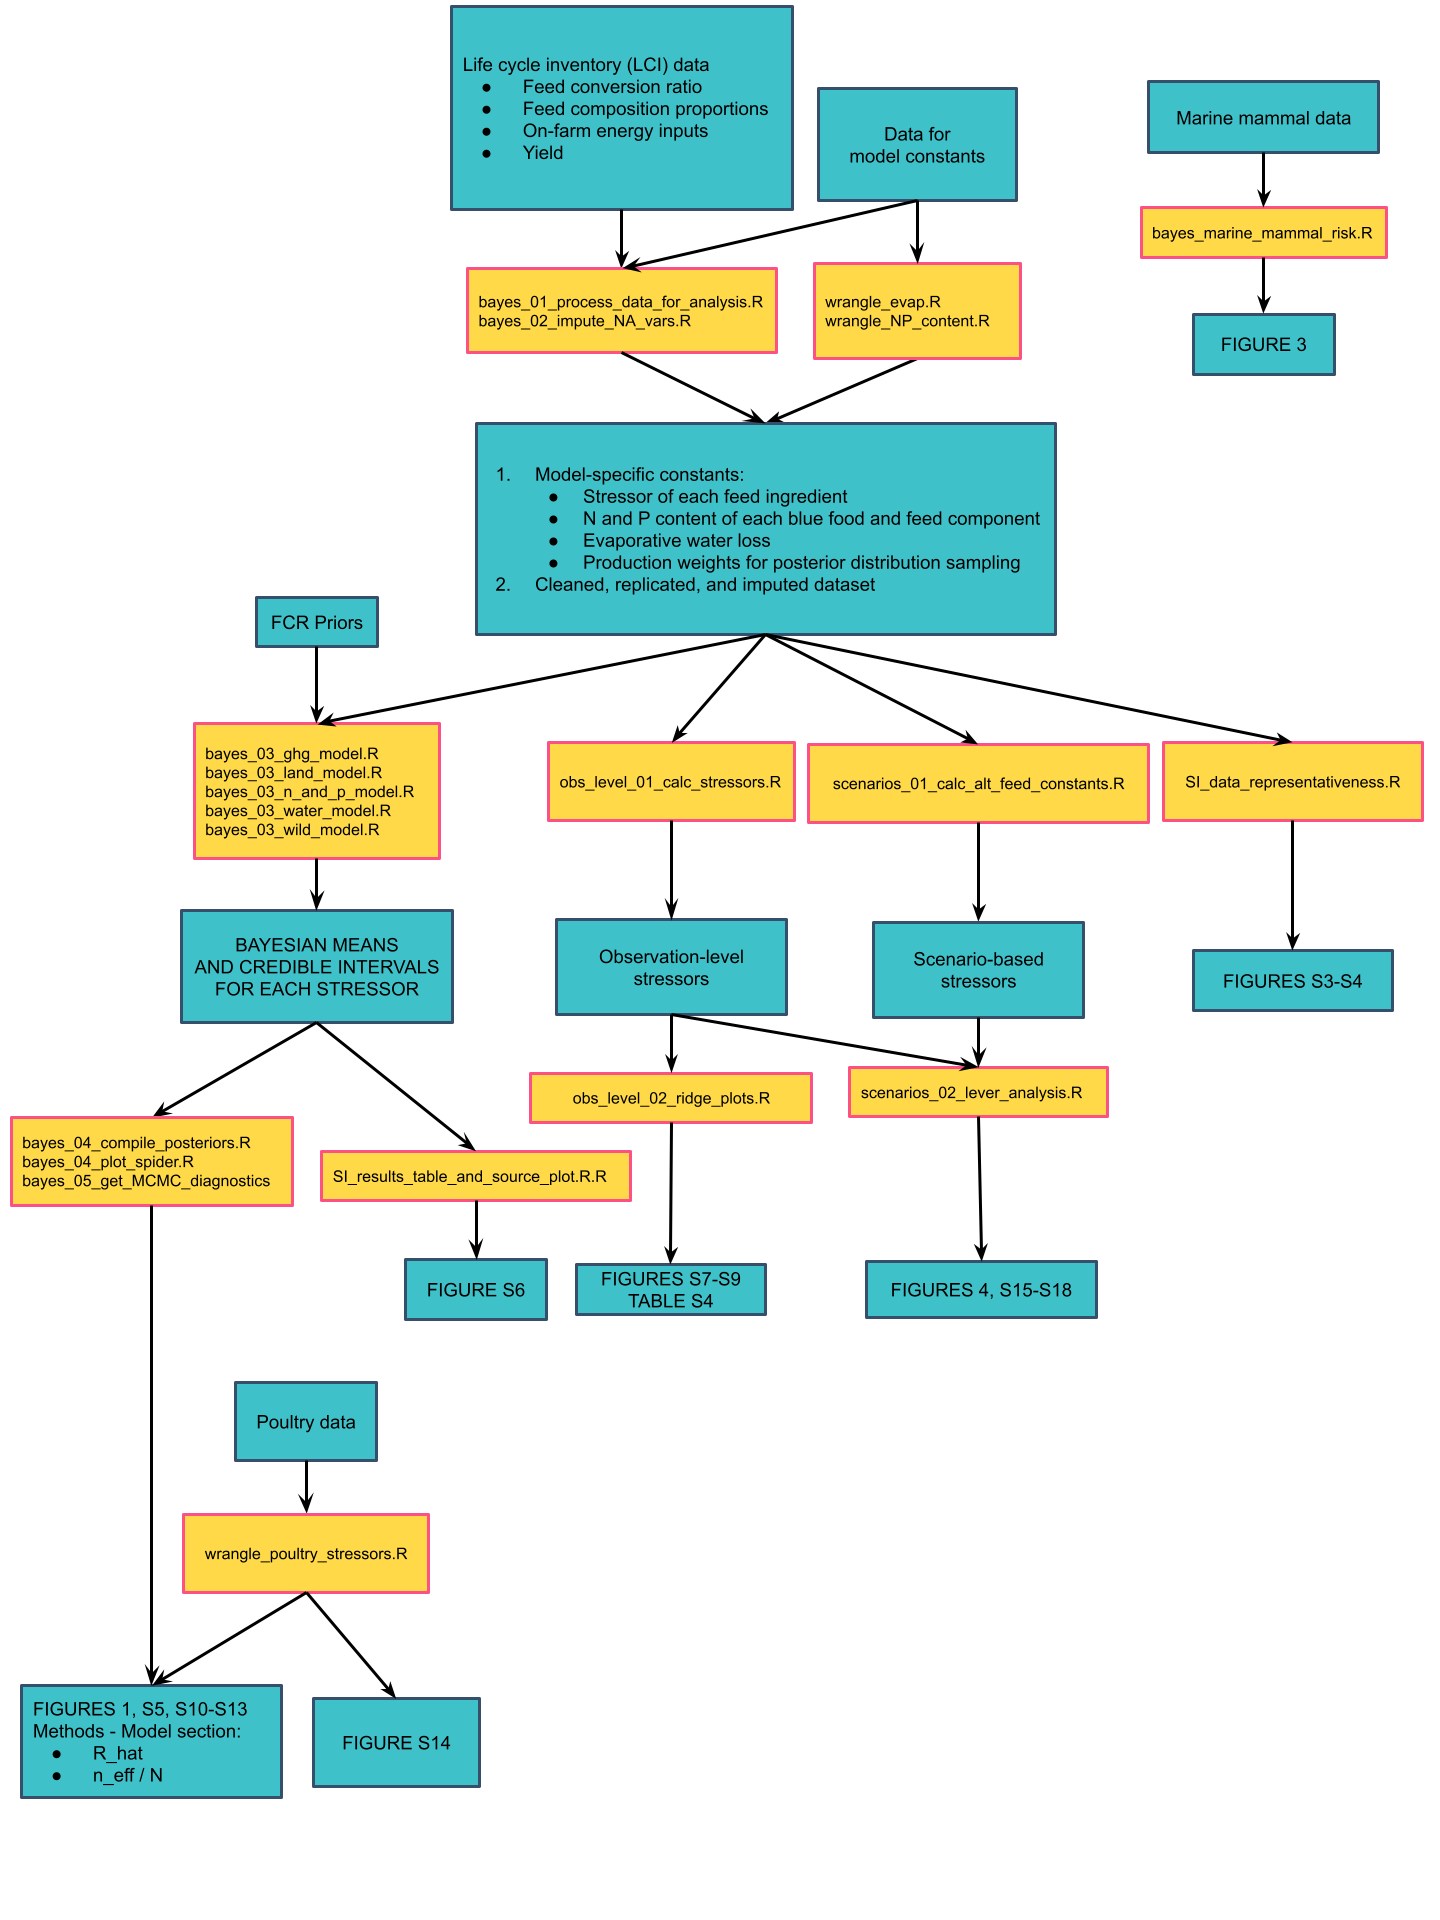 Life cycle inventory (LCI) data
● Feed conversion ratio
● Feed composition proportions
● On-farm energy inputs
● Yield
Data for
model constants
Marine mammal data
bayes_marine_mammal_risk.R
FIGURE 3
bayes_01_process_data_for_analysis.R
bayes_02_impute_NA_vars.R
wrangle_evap.R
wrangle_NP_content.R
1. Model-specific constants:
● Stressor of each feed ingredient
● N and P content of each blue food and feed component
● Evaporative water loss
● Production weights for posterior distribution sampling
2. Cleaned, replicated, and imputed dataset
FCR Priors
bayes_03_ghg_model.R
bayes_03_land_model.R
bayes_03_n_and_p_model.R
bayes_03_water_model.R
bayes_03_wild_model.R
obs_level_01_calc_stressors.R
scenarios_01_calc_alt_feed_constants.R
SI_data_representativeness.R
BAYESIAN MEANS
AND CREDIBLE INTERVALS
FOR EACH STRESSOR
Observation-level
stressors
Scenario-based
stressors
FIGURES S3-S4
bayes_04_compile_posteriors.R
bayes_04_plot_spider.R
bayes_05_get_MCMC_diagnostics
SI_results_table_and_source_plot.R.R
obs_level_02_ridge_plots.R
scenarios_02_lever_analysis.R
FIGURE S6
FIGURES S7-S9
TABLE S4
FIGURES 4, S15-S18
Poultry data
wrangle_poultry_stressors.R
FIGURES 1, S5, S10-S13
Methods - Model section:
● R_hat
● n_eff / N
FIGURE S14